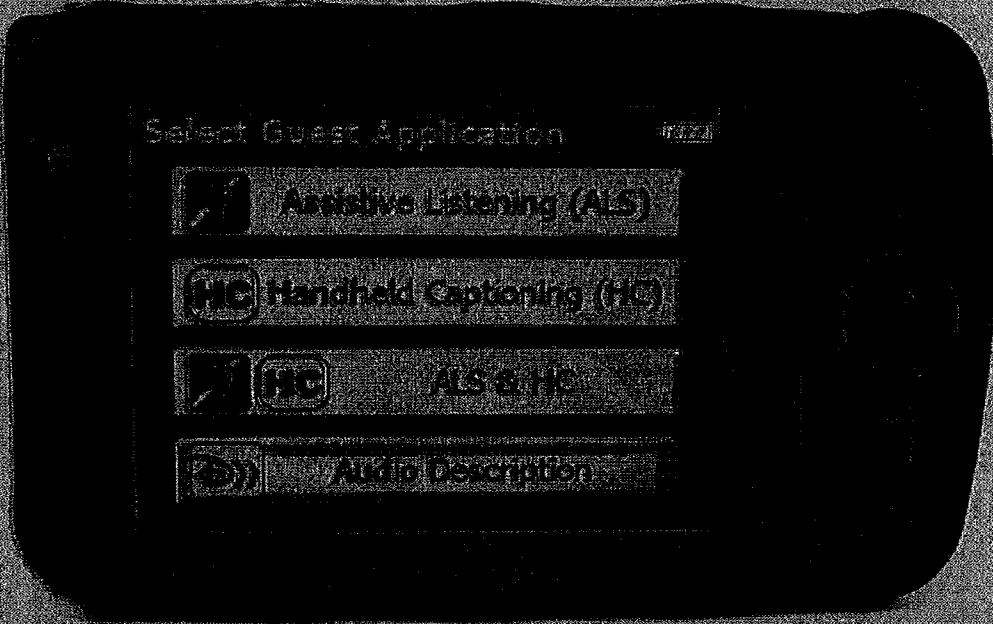 Select Guest Application
Assistive Listening (ALS)
HC Handheld Captioning (HC)
HC ALS & HC
Audio Description